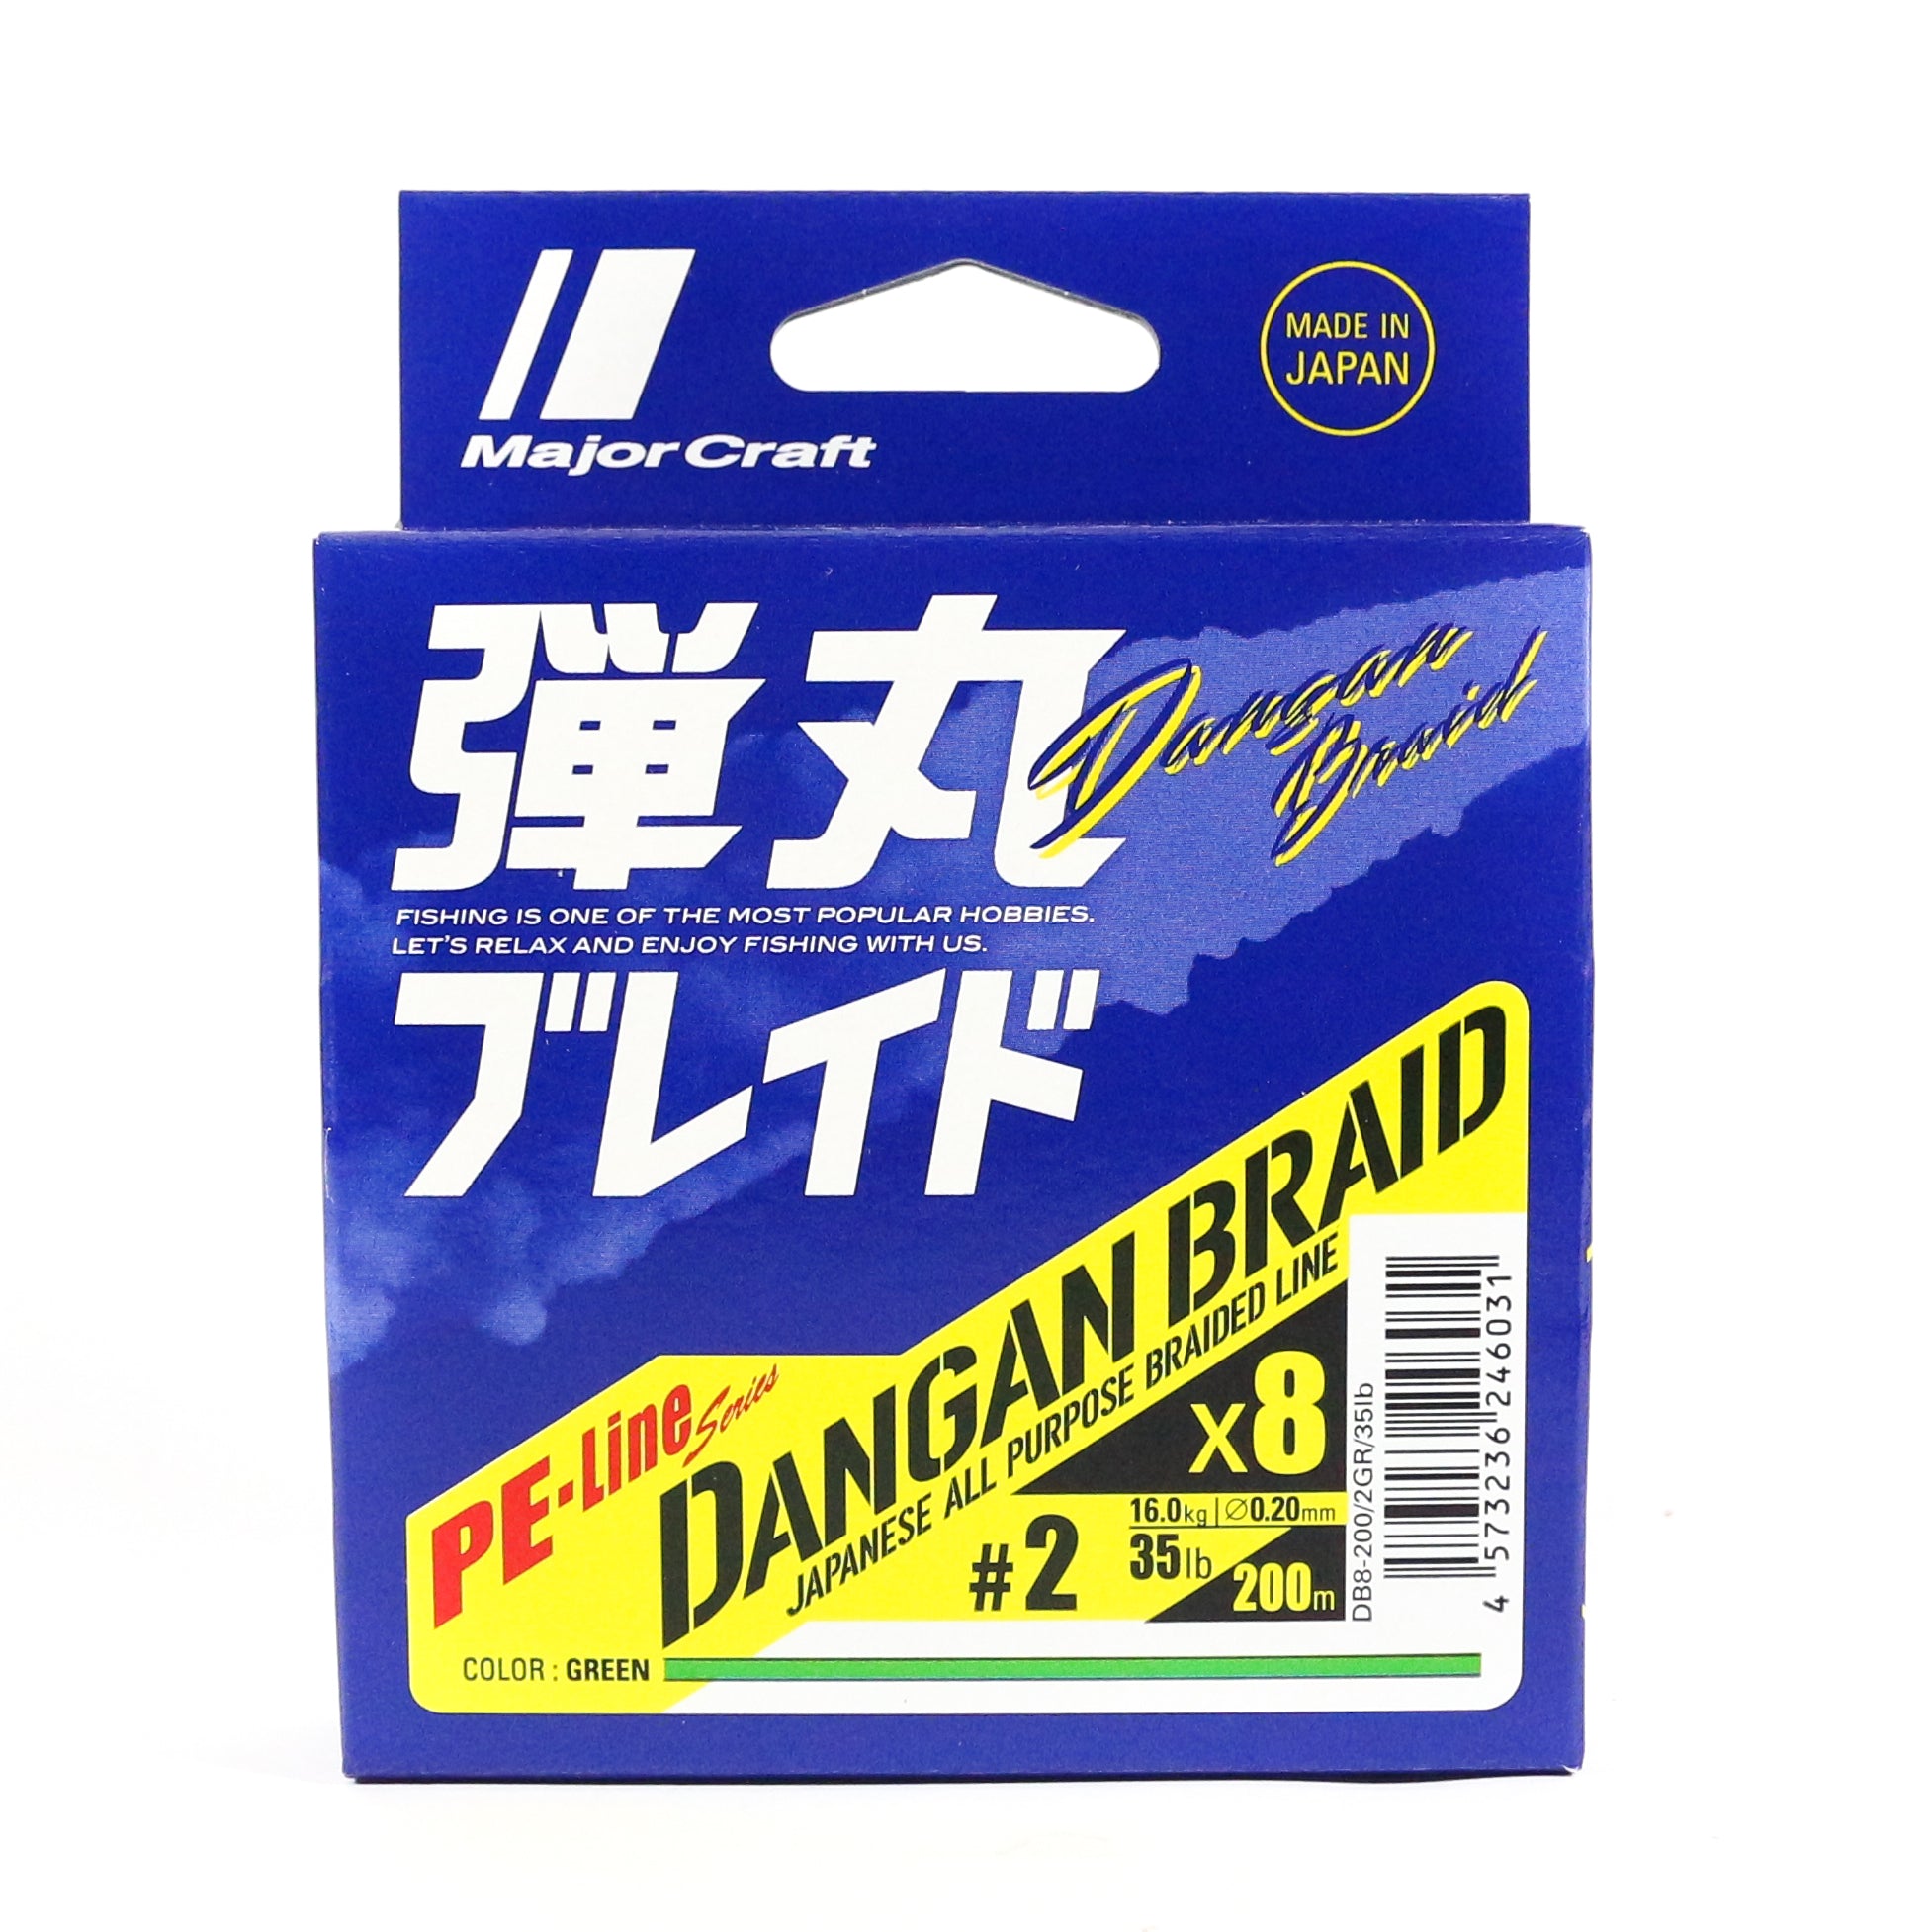 MajorCraft
MADE IN
JAPAN
弾丸
Dangan
Braid
FISHING IS ONE OF THE MOST POPULAR HOBBIES.
LET'S RELAX AND ENJOY FISHING WITH US.
ブレイド
PE-Line Series
DANGAN BRAID
JAPANESE ALL PURPOSE BRAIDED LINE
x8
#2
16.0kg | ∅0.20mm
35lb
200m
DB8-200/2GR/35lb
4 573236 246031
COLOR : GREEN